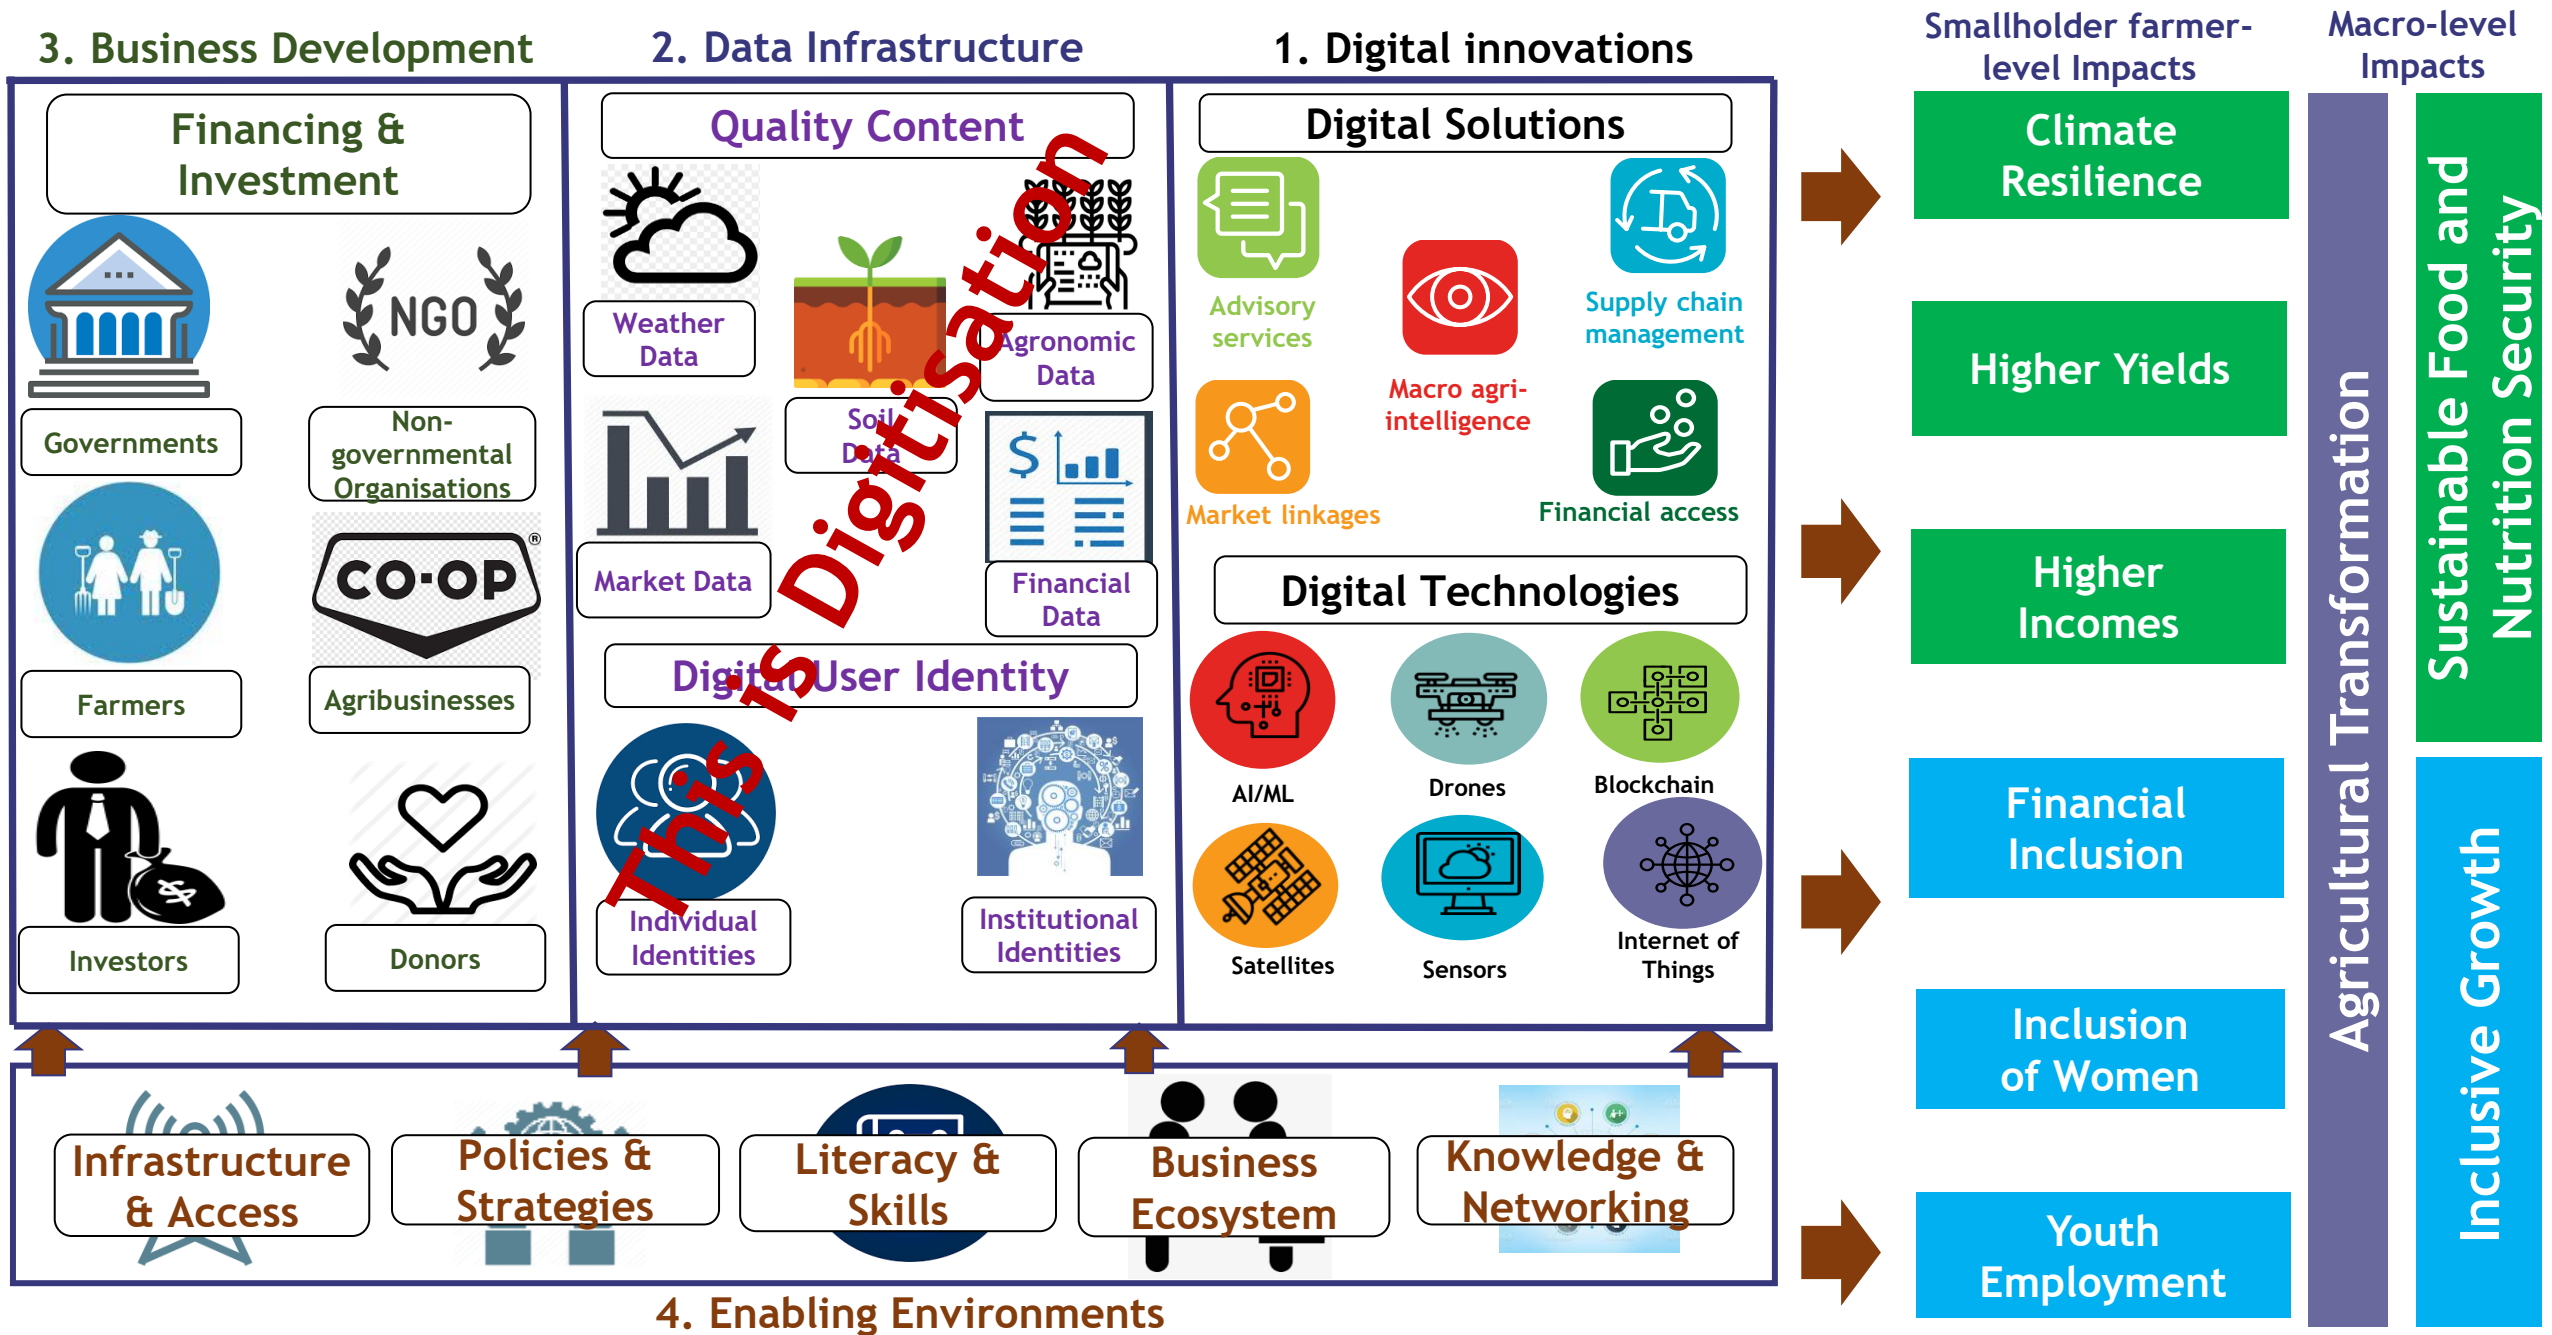 3. Business Development
Financing &
Investment
NGO
Governments
Non-
governmental
Organisations
CO-OP®
Farmers
Agribusinesses
$
Investors
Donors
2. Data Infrastructure
Quality Content
Weather
Data
Soil
Data
Agronomic
Data
$
Market Data
Financial
Data
Digital User Identity
Individual
Identities
Institutional
Identities
This is Digitisation
1. Digital innovations
Digital Solutions
Advisory
services
Macro agri-
intelligence
Supply chain
management
Market linkages
Financial access
Digital Technologies
AI/ML
Drones
Blockchain
Satellites
Sensors
Internet of
Things
Infrastructure
& Access
Policies &
Strategies
Literacy &
Skills
Business
Ecosystem
Knowledge &
Networking
4. Enabling Environments
Smallholder farmer-
level Impacts
Climate
Resilience
Higher Yields
Higher
Incomes
Financial
Inclusion
Inclusion
of Women
Youth
Employment
Agricultural Transformation
Macro-level
Impacts
Sustainable Food and
Nutrition Security
Inclusive Growth